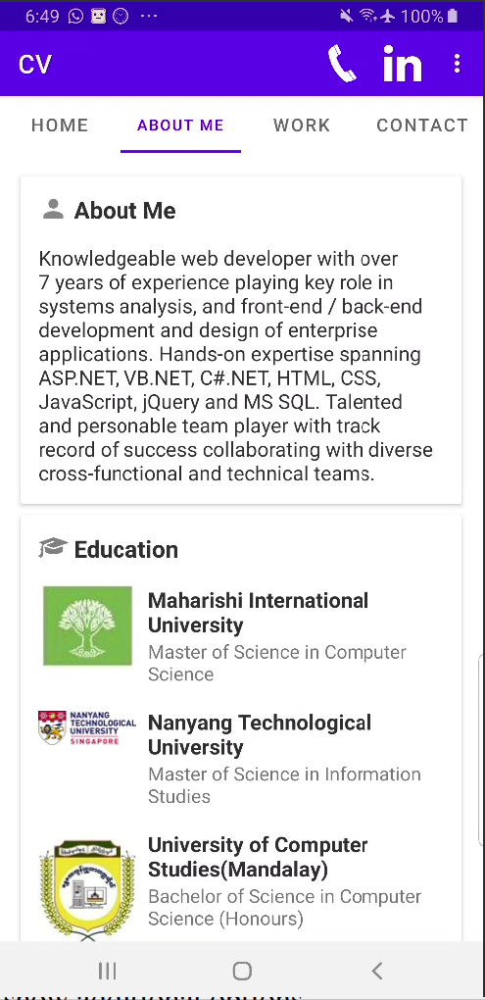 6:49
100%
CV
in
HOME
ABOUT ME
WORK
CONTACT
About Me
Knowledgeable web developer with over
7 years of experience playing key role in
systems analysis, and front-end / back-end
development and design of enterprise
applications. Hands-on expertise spanning
ASP.NET, VB.NET, C#.NET, HTML, CSS,
JavaScript, jQuery and MS SQL. Talented
and personable team player with track
record of success collaborating with diverse
cross-functional and technical teams.
Education
Maharishi International
University
Master of Science in Computer
Science
NANYANG
TECHNOLOGICAL
UNIVERSITY
SINGAPORE
Nanyang Technological
University
Master of Science in Information
Studies
University of Computer
Studies(Mandalay)
Bachelor of Science in Computer
Science (Honours)